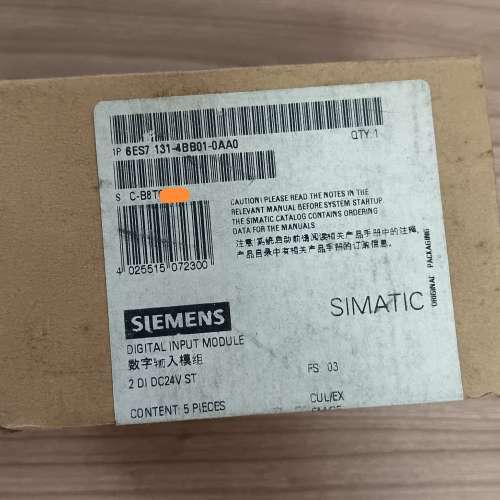 1P 6ES7 131-4BB01-0AA0
QTY:1
S C-B8T
CAUTION! PLEASE READ THE NOTES IN THE
RELEVANT MANUAL BEFORE SYSTEM STARTUP
THE SIMATIC CATALOG CONTAINS ORDERING
DATA FOR THE MANUALS
注意!系统启动前请阅读相关产品手册中的注释,
产品目录中有相关产品手册的订购信息.
4 025515 072300
ORIGINAL PACKAGING
SIEMENS
SIMATIC
DIGITAL INPUT MODULE
数字输入模组
2 DI DC24V ST
FS 03
CONTENT: 5 PIECES
CUL/EX